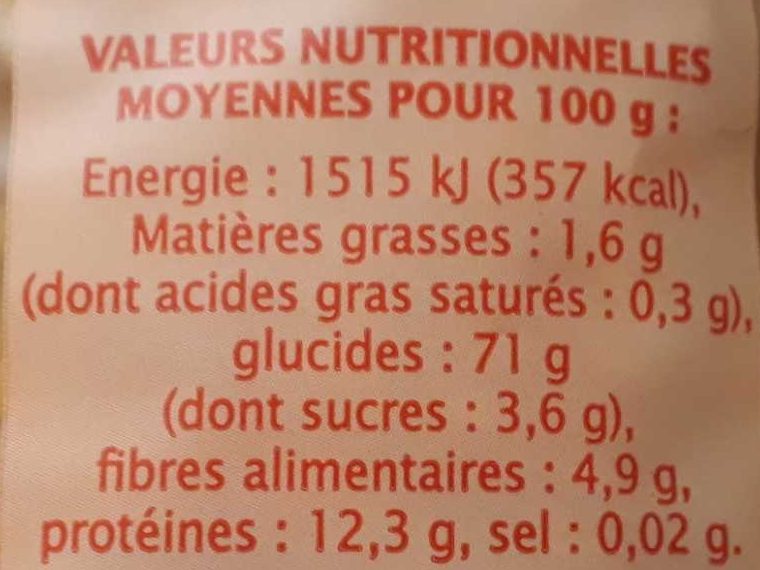 VALEURS NUTRITIONNELLES
MOYENNES POUR 100 g :
Energie : 1515 kJ (357 kcal),
Matières grasses : 1,6 g
(dont acides gras saturés : 0,3 g),
glucides : 71 g
(dont sucres : 3,6 g),
fibres alimentaires : 4,9 g,
protéines : 12,3 g, sel : 0,02 g.